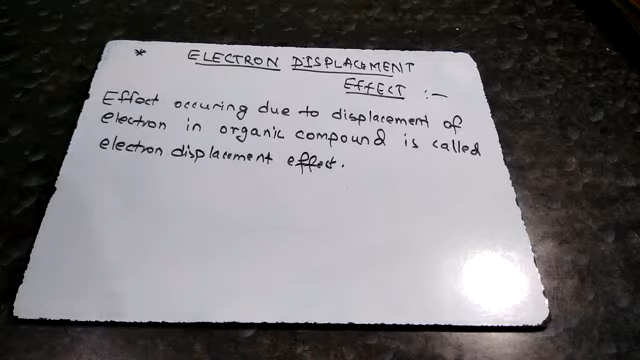 * ELECTRON DISPLACEMENT
EFFECT :-
Effect occuring due to displacement of
electron in organic compound is called
electron displacement effect.